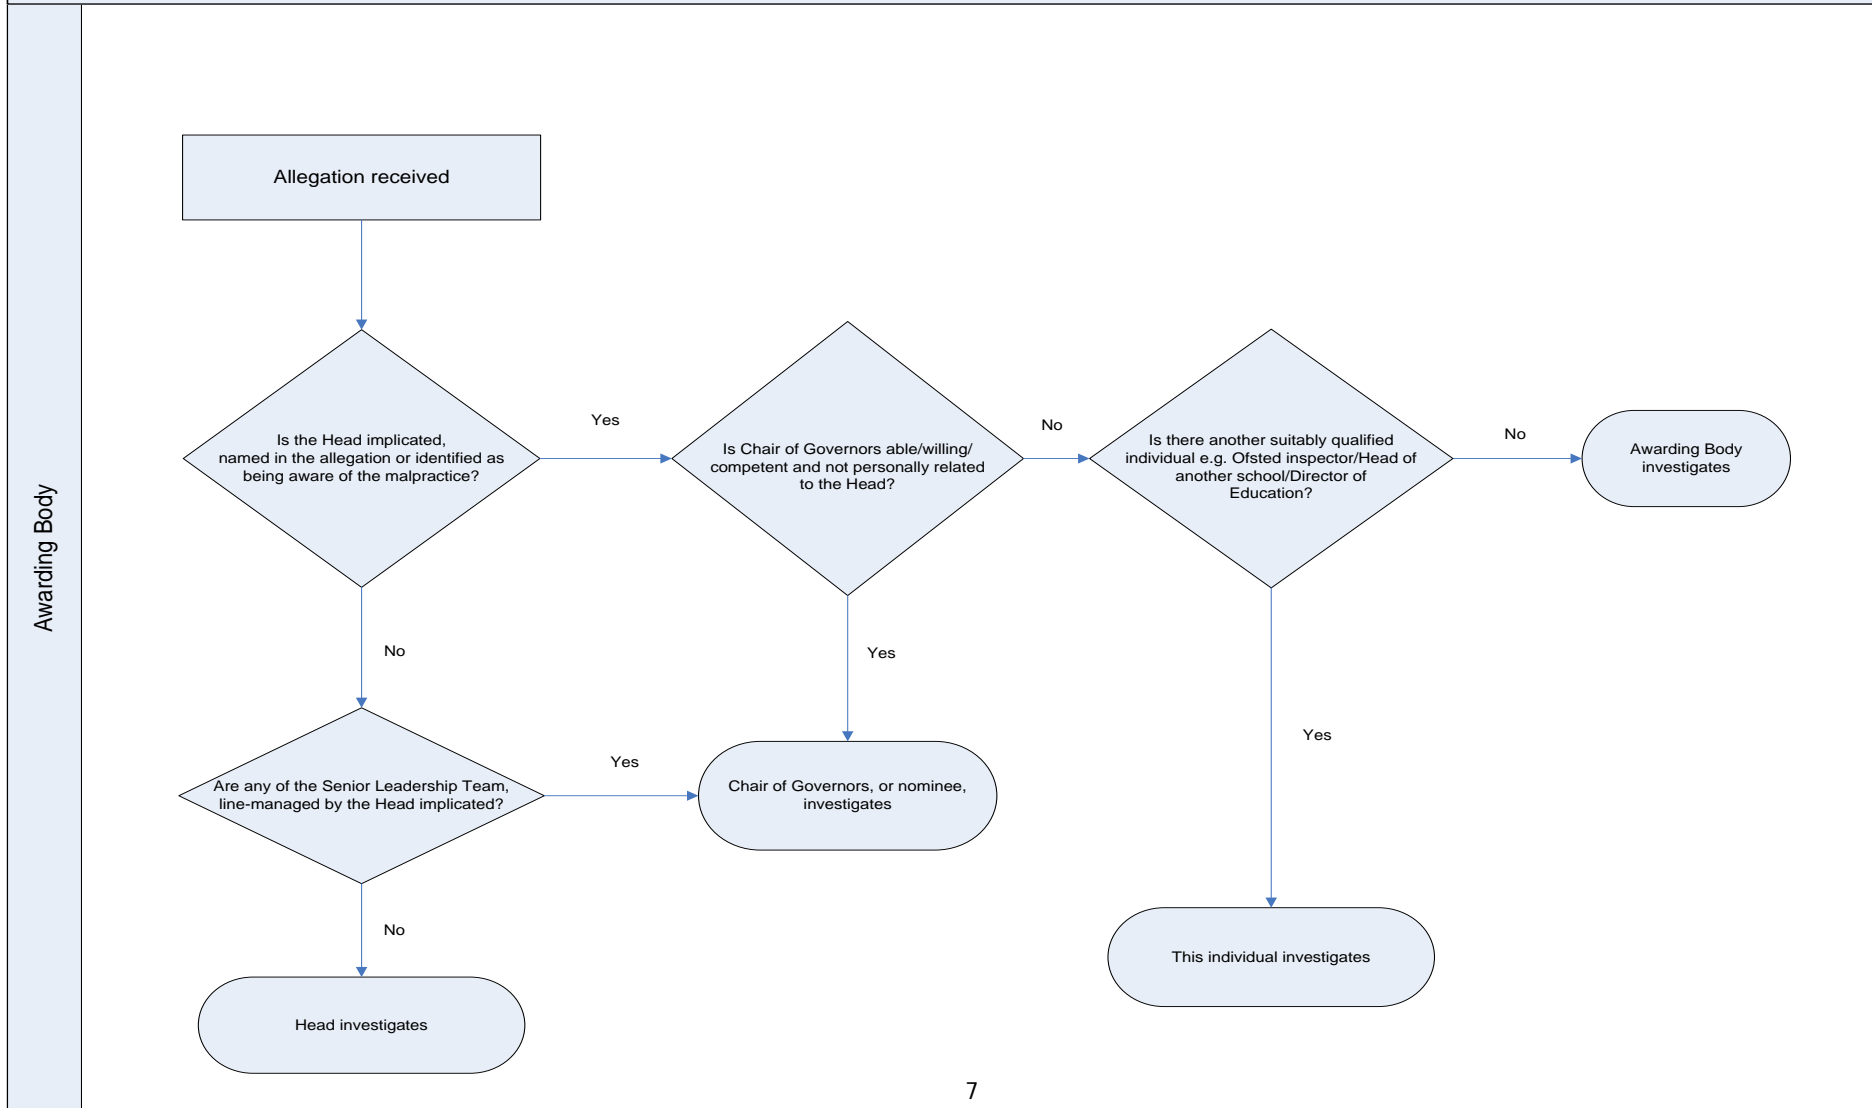 Awarding Body
Allegation received
Is the Head implicated,
named in the allegation or identified as
being aware of the malpractice?
Yes
Is Chair of Governors able/willing/
competent and not personally related
to the Head?
No
Is there another suitably qualified
individual e.g. Ofsted inspector/Head of
another school/Director of
Education?
No
Awarding Body
investigates
No
Yes
Yes
Are any of the Senior Leadership Team,
line-managed by the Head implicated?
Yes
Chair of Governors, or nominee,
investigates
No
This individual investigates
Head investigates
7